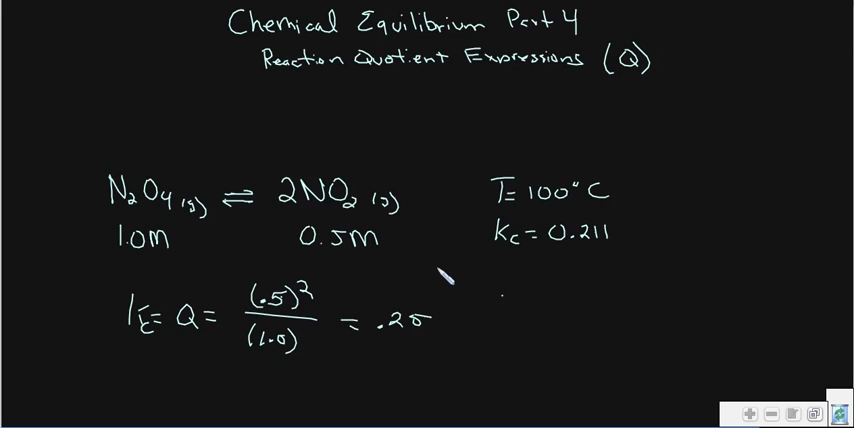 Chemical Equilibrium Part 4
Reaction Quotient Expressions (Q)
N₂O₄(g) ⇌ 2NO₂(g) T=100°C
1.0M 0.5M Kc = 0.211
Kc = Q = (.5)² / (1.0) = .25